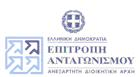 ΕΛΛΗΝΙΚΗ ΔΗΜΟΚΡΑΤΙΑ
ΕΠΙΤΡΟΠΗ
ΑΝΤΑΓΩΝΙΣΜΟΥ
ΑΝΕΞΑΡΤΗΤΗ ΔΙΟΙΚΗΤΙΚΗ ΑΡΧΗ